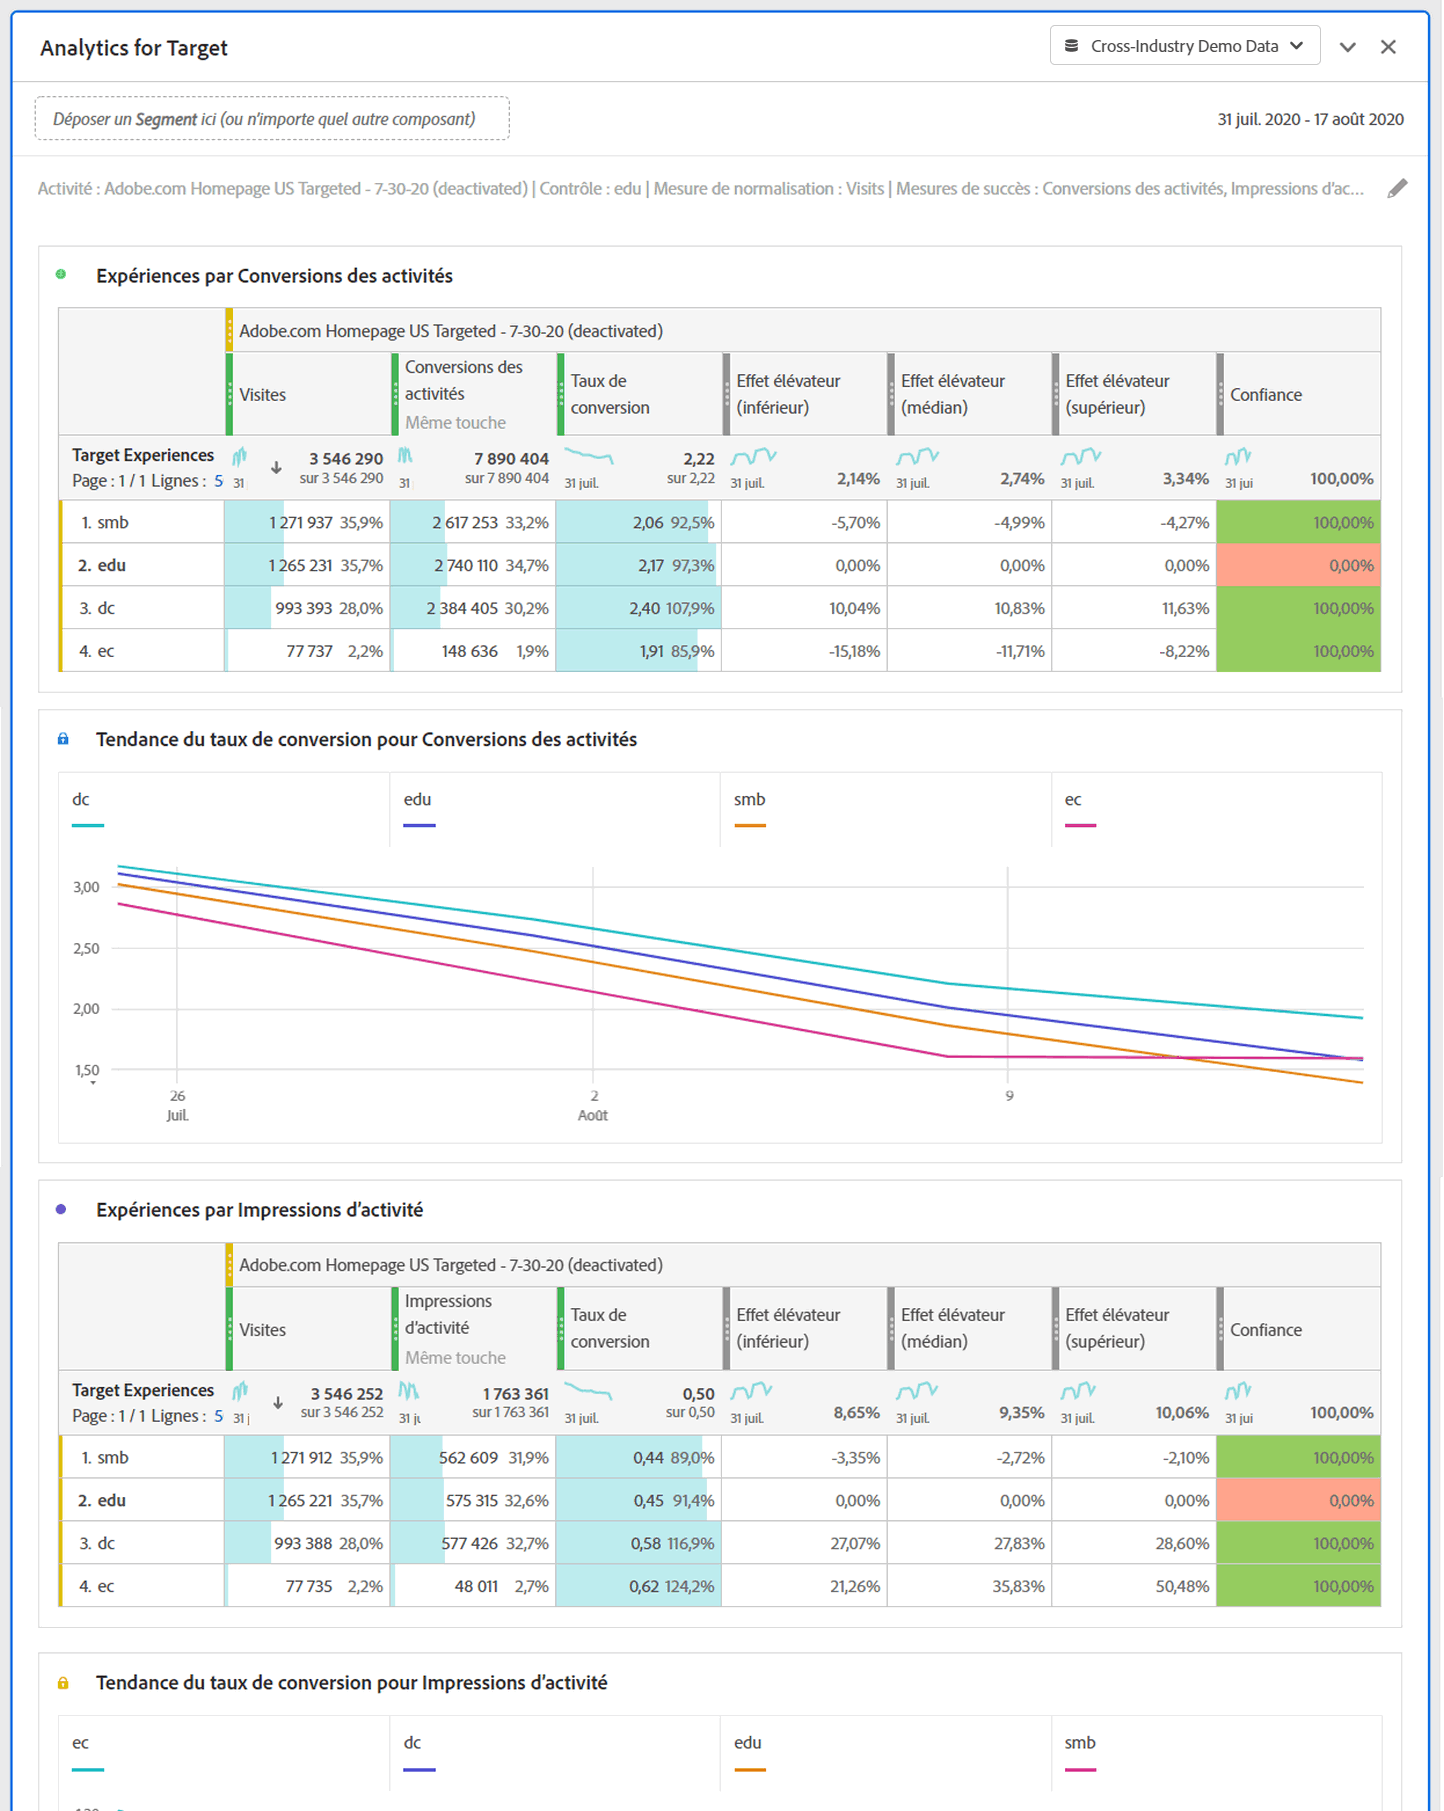 Analytics for Target
Cross-Industry Demo Data
Déposer un Segment ici (ou n'importe quel autre composant)
31 juil. 2020 - 17 août 2020
Activité : Adobe.com Homepage US Targeted - 7-30-20 (deactivated) | Contrôle : edu | Mesure de normalisation : Visits | Mesures de succès : Conversions des activités, Impressions d'ac...
Expériences par Conversions des activités
Adobe.com Homepage US Targeted - 7-30-20 (deactivated)
Visites
Conversions des activités
Même touche
Taux de conversion
Effet élévateur (inférieur)
Effet élévateur (médian)
Effet élévateur (supérieur)
Confiance
Target Experiences
Page : 1 / 1 Lignes : 5
31
3 546 290
sur 3 546 290
31
7 890 404
sur 7 890 404
31 juil.
2,22
sur 2,22
31 juil.
2,14%
31 juil.
2,74%
31 juil.
3,34%
31 jui
100,00%
1. smb 1 271 937 35,9% 2 617 253 33,2% 2,06 92,5% -5,70% -4,99% -4,27% 100,00%
2. edu 1 265 231 35,7% 2 740 110 34,7% 2,17 97,3% 0,00% 0,00% 0,00% 0,00%
3. dc 993 393 28,0% 2 384 405 30,2% 2,40 107,9% 10,04% 10,83% 11,63% 100,00%
4. ec 77 737 2,2% 148 636 1,9% 1,91 85,9% -15,18% -11,71% -8,22% 100,00%
Tendance du taux de conversion pour Conversions des activités
dc edu smb ec
3,00
2,50
2,00
1,50
26 2 9
Juil. Août
Expériences par Impressions d'activité
Adobe.com Homepage US Targeted - 7-30-20 (deactivated)
Visites
Impressions d'activité
Même touche
Taux de conversion
Effet élévateur (inférieur)
Effet élévateur (médian)
Effet élévateur (supérieur)
Confiance
Target Experiences
Page : 1 / 1 Lignes : 5
31 j
3 546 252
sur 3 546 252
31 ju
1 763 361
sur 1 763 361
31 juil.
0,50
sur 0,50
31 juil.
8,65%
31 juil.
9,35%
31 juil.
10,06%
31 jui
100,00%
1. smb 1 271 912 35,9% 562 609 31,9% 0,44 89,0% -3,35% -2,72% -2,10% 100,00%
2. edu 1 265 221 35,7% 575 315 32,6% 0,45 91,4% 0,00% 0,00% 0,00% 0,00%
3. dc 993 388 28,0% 577 426 32,7% 0,58 116,9% 27,07% 27,83% 28,60% 100,00%
4. ec 77 735 2,2% 48 011 2,7% 0,62 124,2% 21,26% 35,83% 50,48% 100,00%
Tendance du taux de conversion pour Impressions d'activité
ec dc edu smb